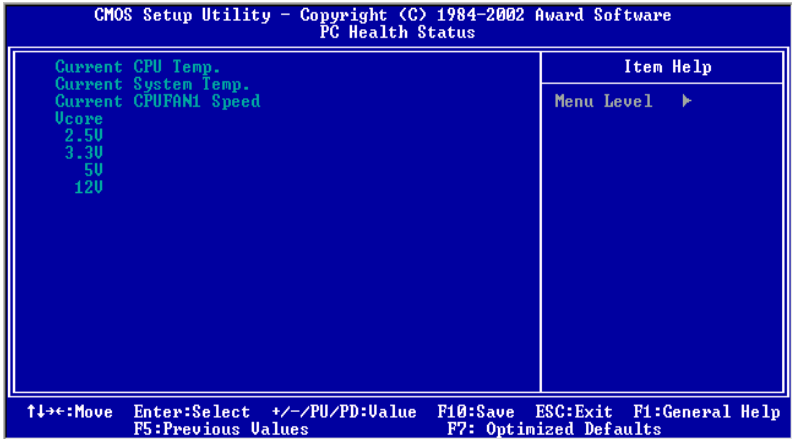 CMOS Setup Utility - Copyright (C) 1984-2002 Award Software
PC Health Status
Current CPU Temp.
Current System Temp.
Current CPUFAN1 Speed
Vcore
2.5V
3.3V
5V
12V
Item Help
Menu Level ▶
↑↓→←:Move Enter:Select +/-/PU/PD:Value F10:Save ESC:Exit F1:General Help
F5:Previous Values F7: Optimized Defaults